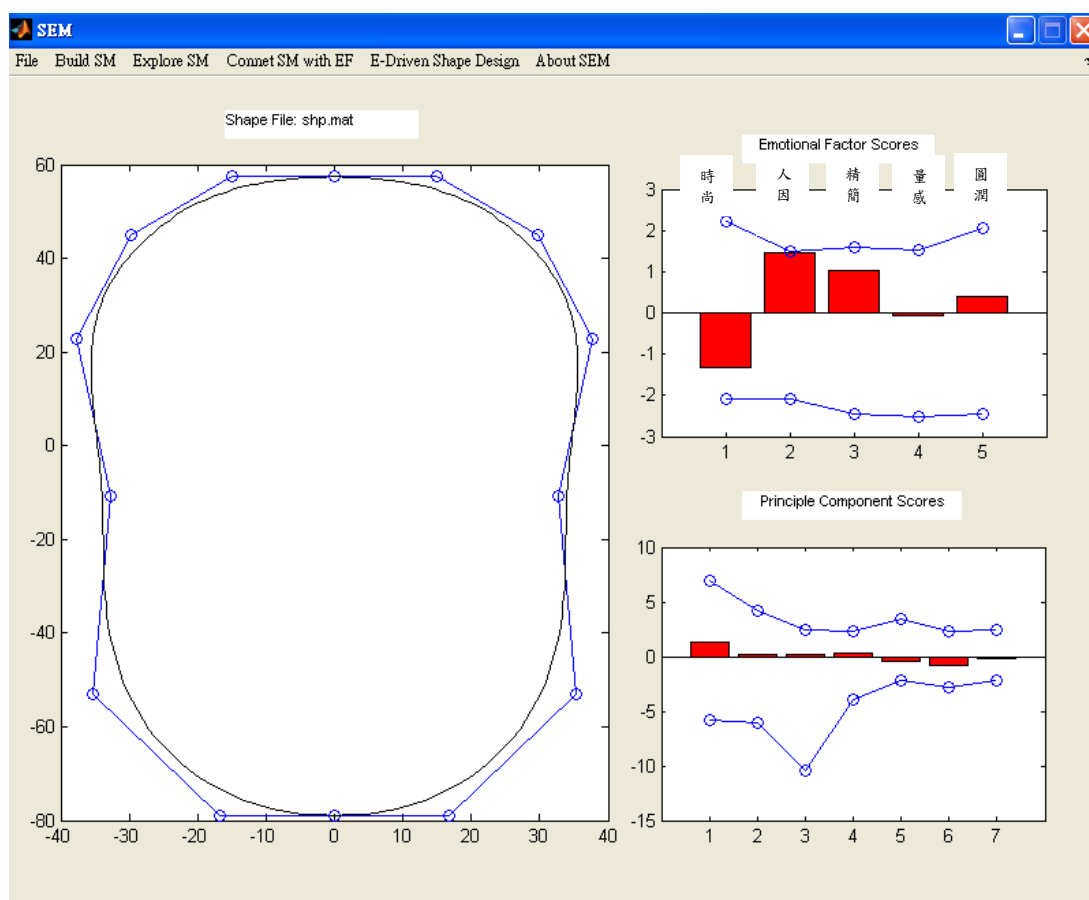 SEM
File Build SM Explore SM Connet SM with EF E-Driven Shape Design About SEM
Shape File: shp.mat
60
40
20
0
-20
-40
-60
-80
-40 -30 -20 -10 0 10 20 30 40
Emotional Factor Scores
時尚 人因 精簡 量感 圓潤
3
2
1
0
-1
-2
-3
1 2 3 4 5
Principle Component Scores
10
5
0
-5
-10
-15
1 2 3 4 5 6 7